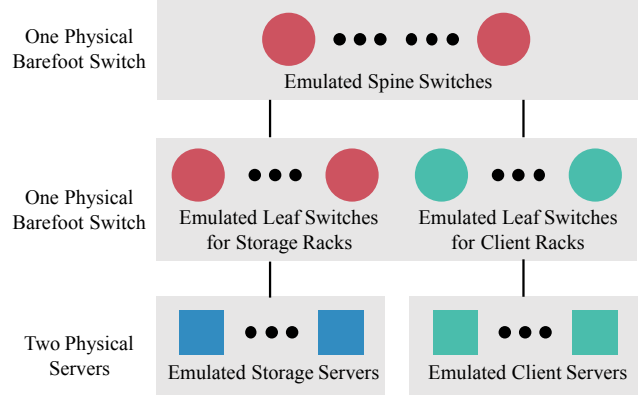 One Physical
Barefoot Switch
Emulated Spine Switches
One Physical
Barefoot Switch
Emulated Leaf Switches
for Storage Racks
Emulated Leaf Switches
for Client Racks
Two Physical
Servers
Emulated Storage Servers
Emulated Client Servers